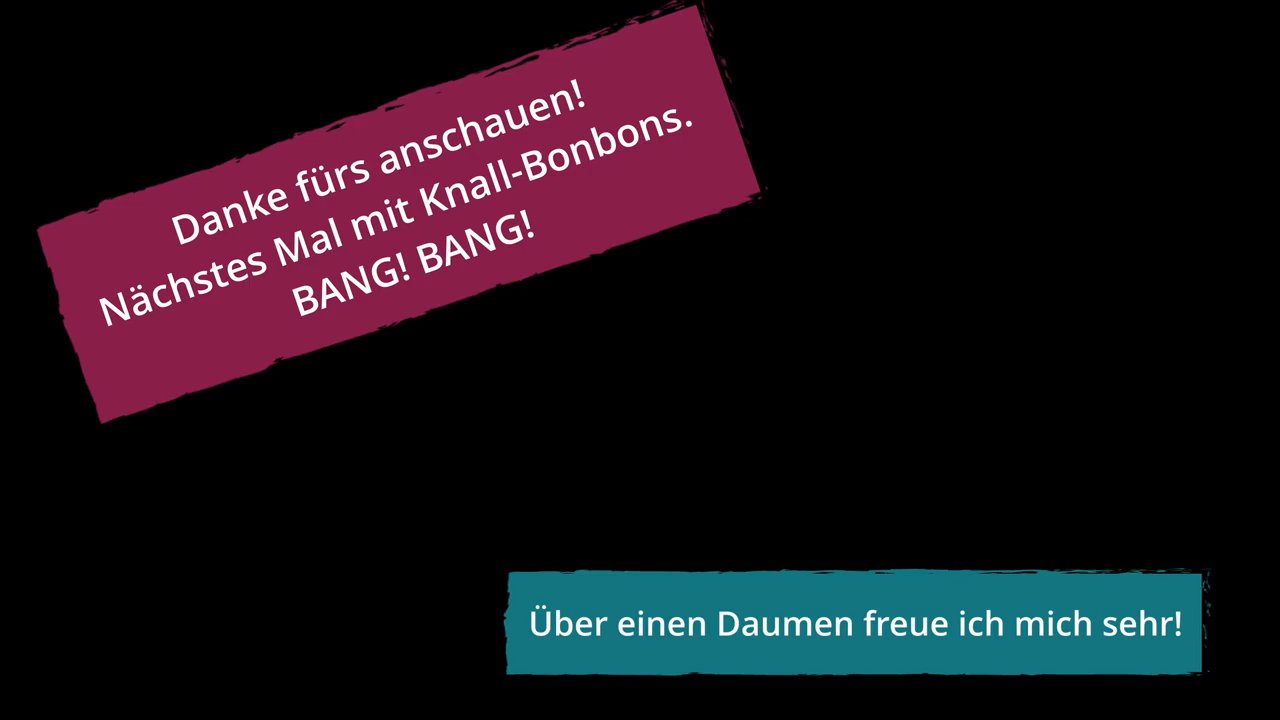 Danke fürs anschauen!
Nächstes Mal mit Knall-Bonbons.
BANG! BANG!
Über einen Daumen freue ich mich sehr!